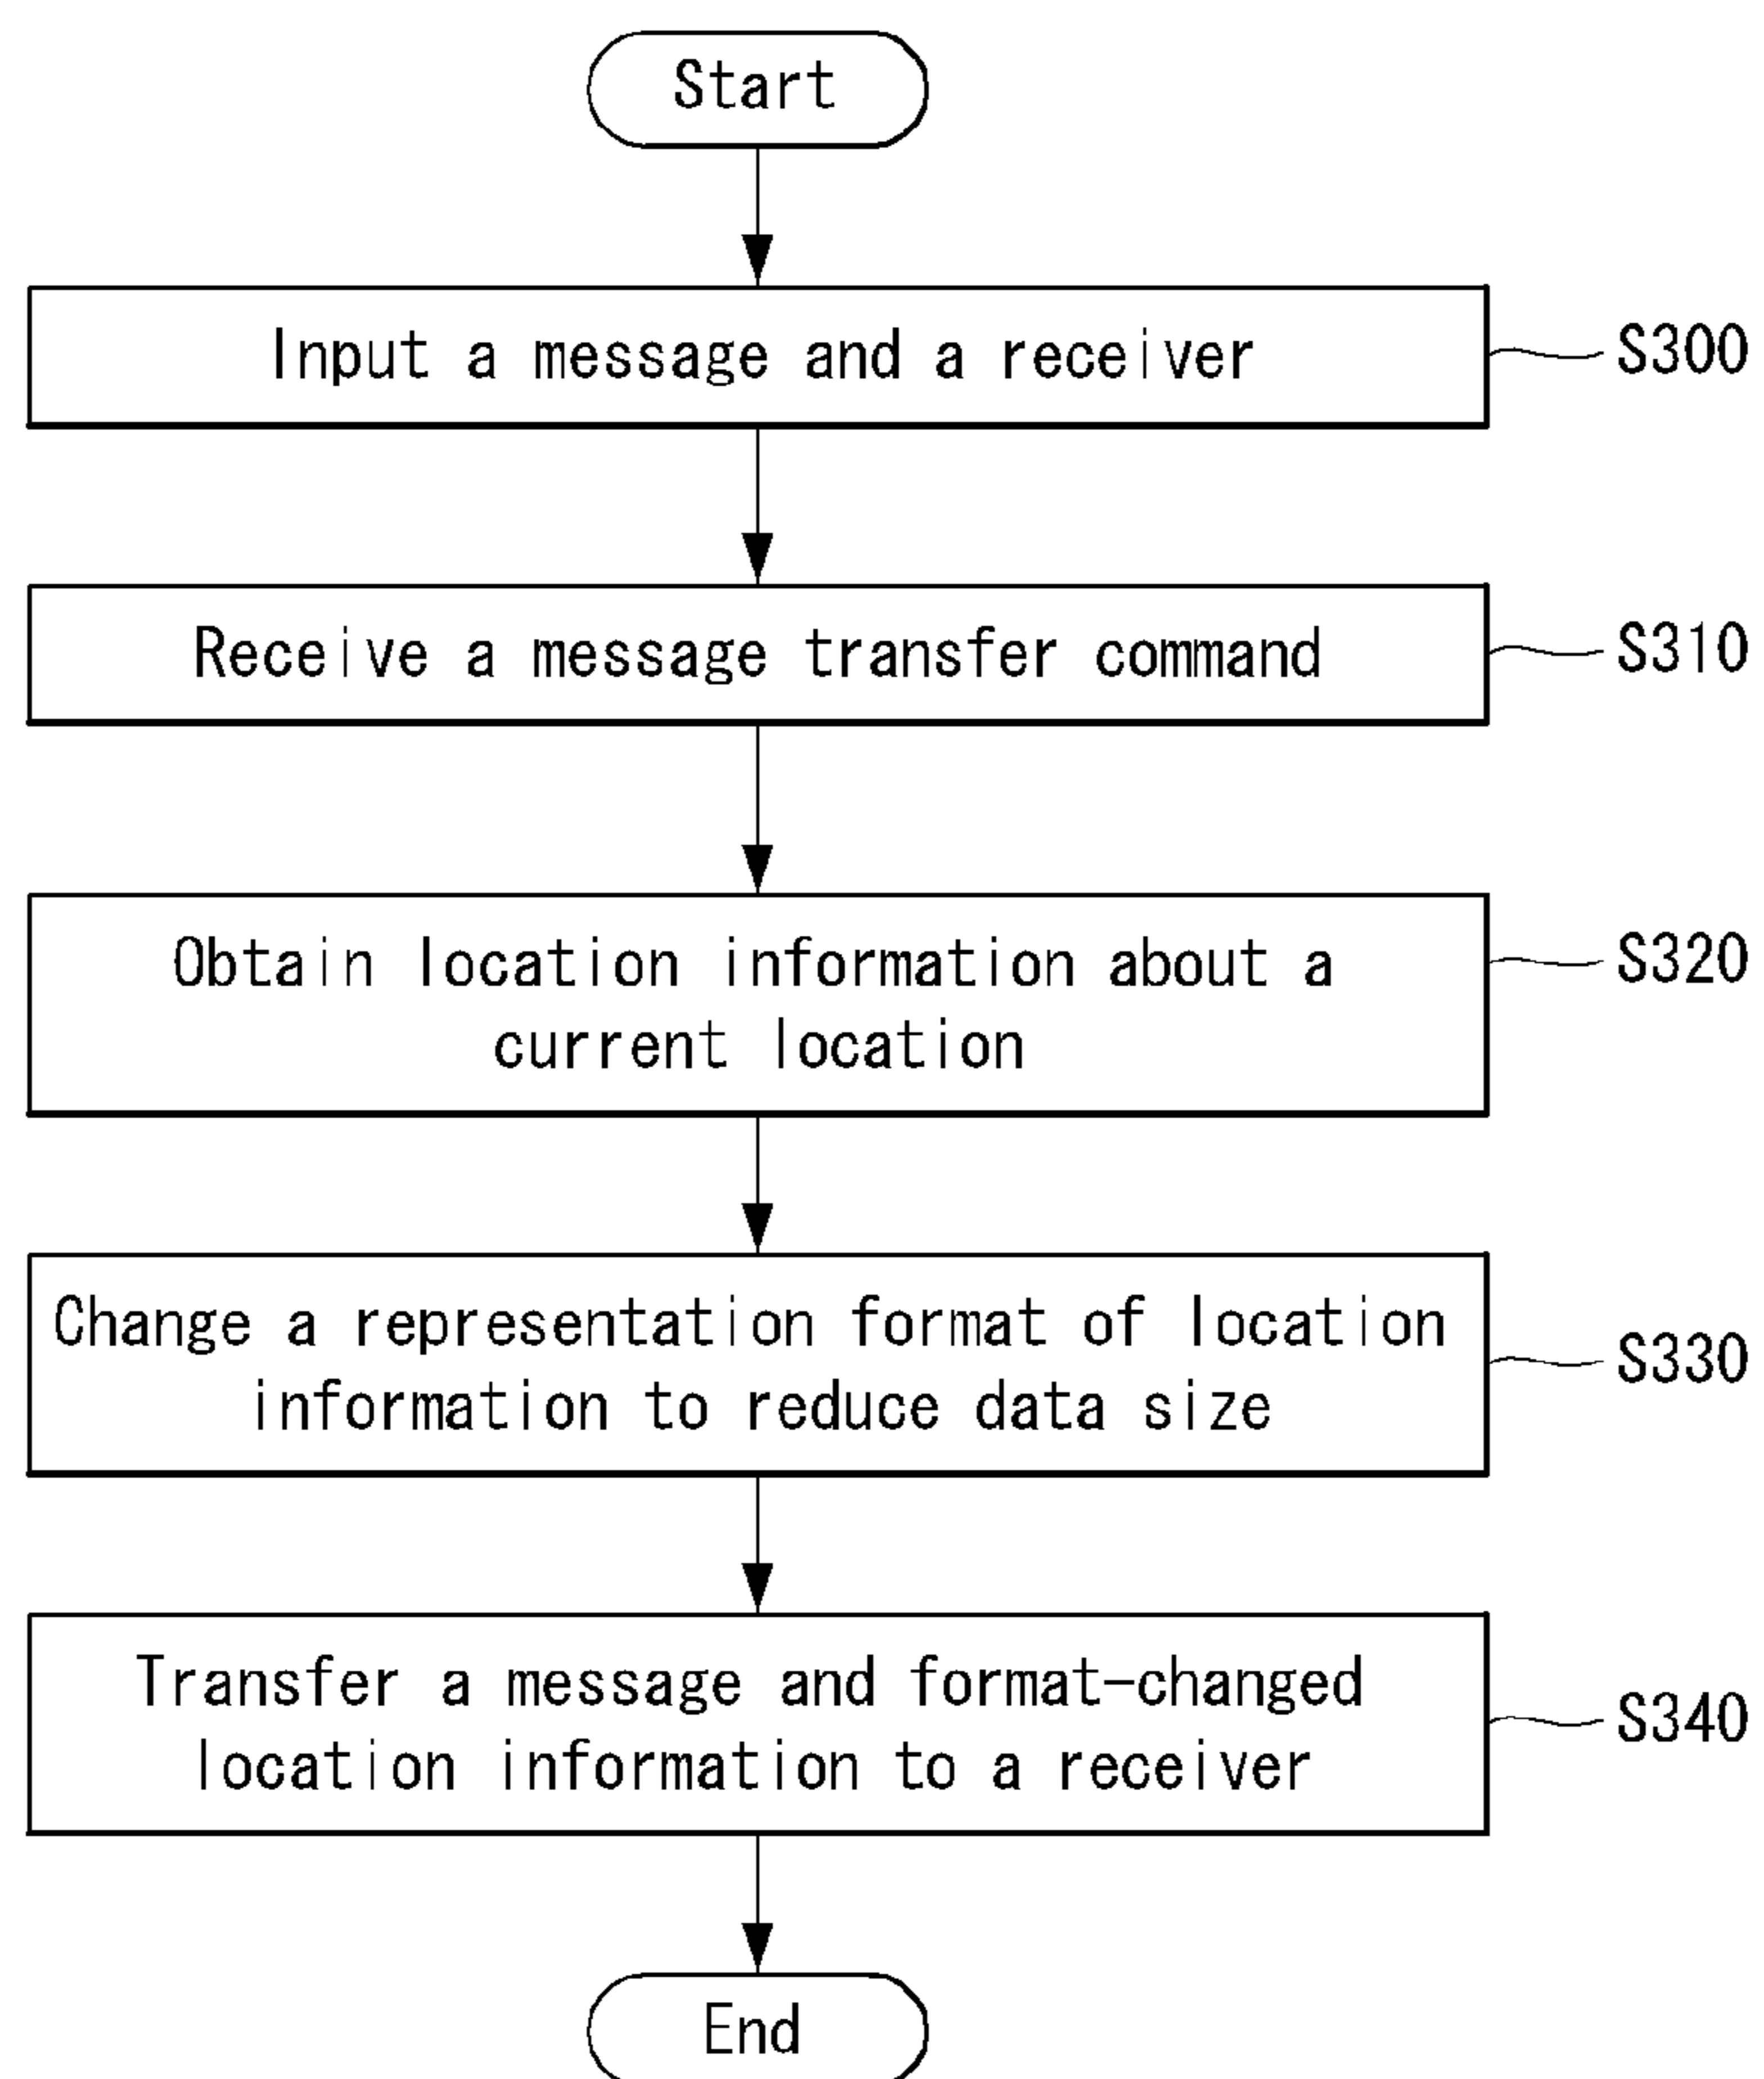 Start
Input a message and a receiver
S300
Receive a message transfer command
S310
Obtain location information about a
current location
S320
Change a representation format of location
information to reduce data size
S330
Transfer a message and format-changed
location information to a receiver
S340
End